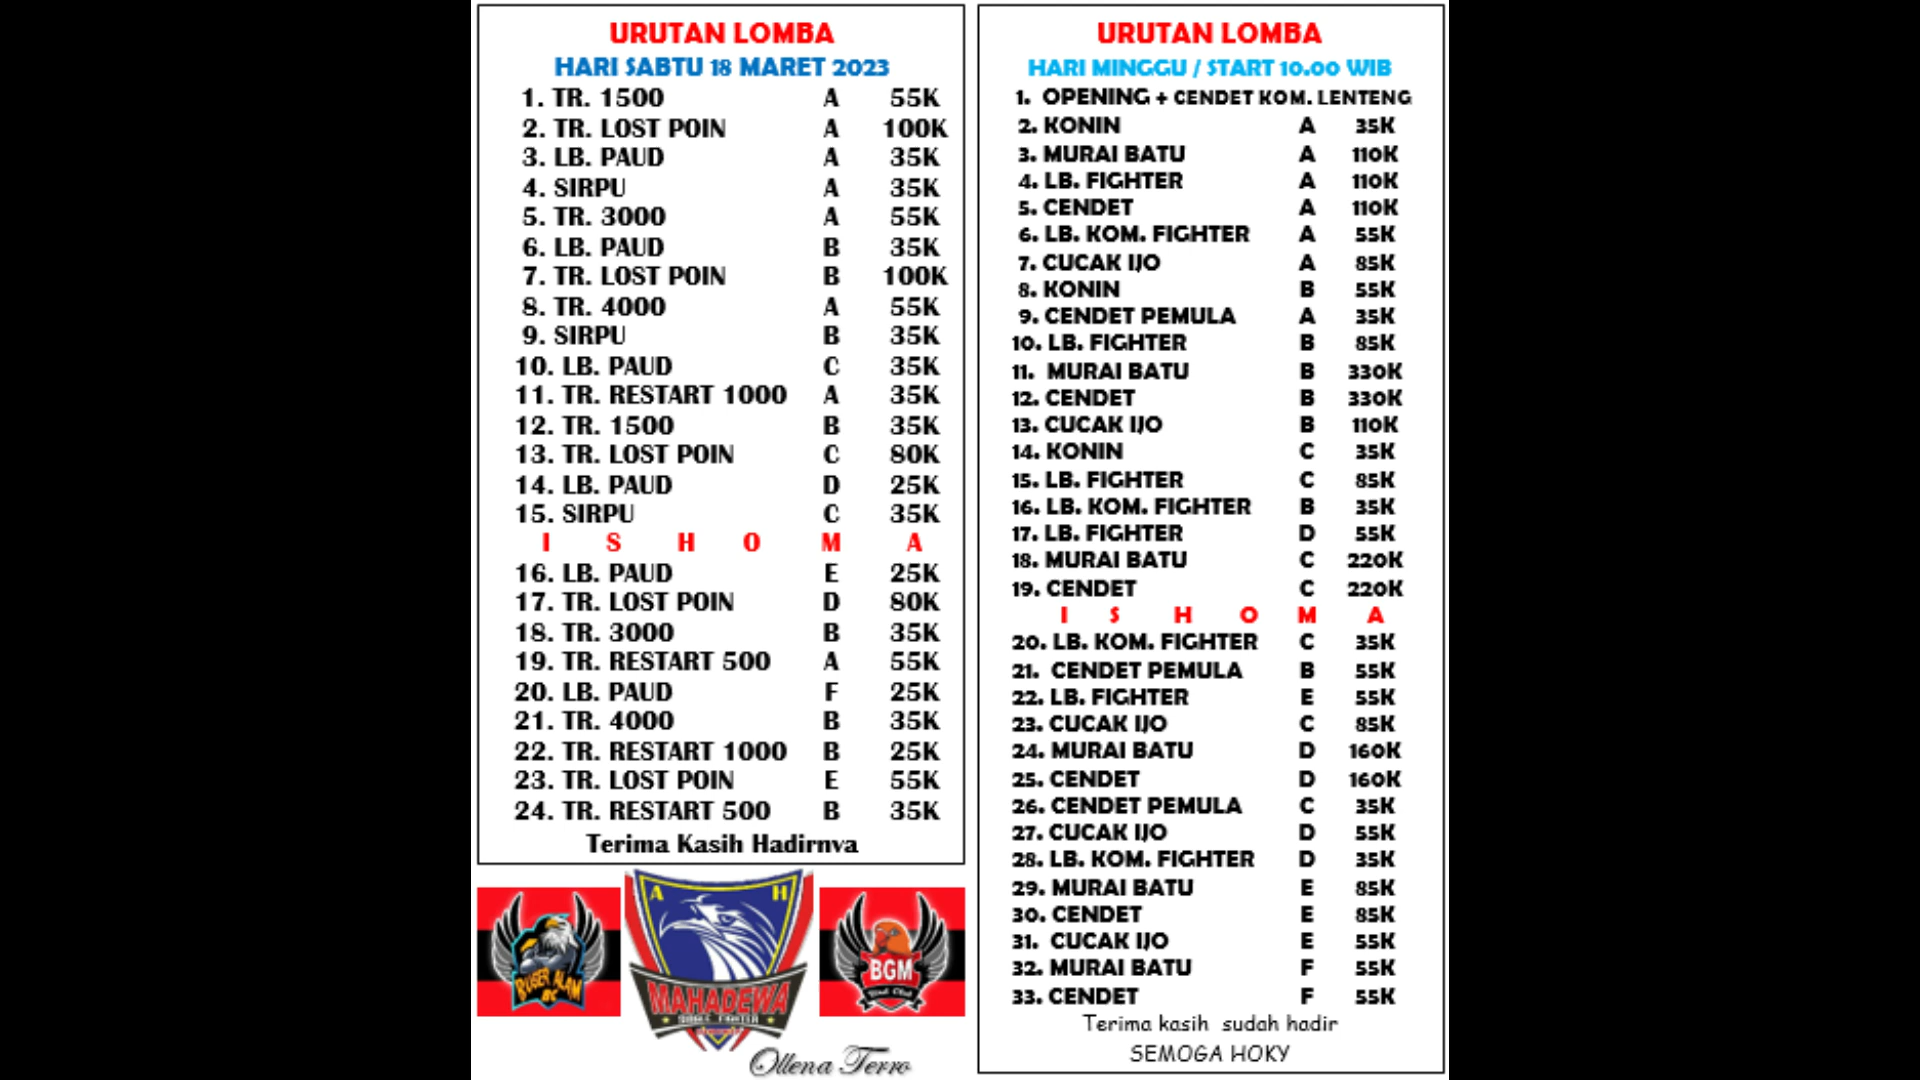 URUTAN LOMBA
HARI SABTU 18 MARET 2023
1. TR. 1500 A 55K
2. TR. LOST POIN A 100K
3. LB. PAUD A 35K
4. SIRPU A 35K
5. TR. 3000 A 55K
6. LB. PAUD B 35K
7. TR. LOST POIN B 100K
8. TR. 4000 A 55K
9. SIRPU B 35K
10. LB. PAUD C 35K
11. TR. RESTART 1000 A 35K
12. TR. 1500 B 35K
13. TR. LOST POIN C 80K
14. LB. PAUD D 25K
15. SIRPU C 35K
I S H O M A
16. LB. PAUD E 25K
17. TR. LOST POIN D 80K
18. TR. 3000 B 35K
19. TR. RESTART 500 A 55K
20. LB. PAUD F 25K
21. TR. 4000 B 35K
22. TR. RESTART 1000 B 25K
23. TR. LOST POIN E 55K
24. TR. RESTART 500 B 35K
Terima Kasih Hadirnva
BUSER ALAM
BC
A H
MAHADEWA
BGM
Bird Club
Ollena Terro
URUTAN LOMBA
HARI MINGGU / START 10.00 WIB
1. OPENING + CENDET KOM. LENTENG
2. KONIN A 35K
3. MURAI BATU A 110K
4. LB. FIGHTER A 110K
5. CENDET A 110K
6. LB. KOM. FIGHTER A 55K
7. CUCAK IJO A 85K
8. KONIN B 55K
9. CENDET PEMULA A 35K
10. LB. FIGHTER B 85K
11. MURAI BATU B 330K
12. CENDET B 330K
13. CUCAK IJO B 110K
14. KONIN C 35K
15. LB. FIGHTER C 85K
16. LB. KOM. FIGHTER B 35K
17. LB. FIGHTER D 55K
18. MURAI BATU C 220K
19. CENDET C 220K
I S H O M A
20. LB. KOM. FIGHTER C 35K
21. CENDET PEMULA B 55K
22. LB. FIGHTER E 55K
23. CUCAK IJO C 85K
24. MURAI BATU D 160K
25. CENDET D 160K
26. CENDET PEMULA C 35K
27. CUCAK IJO D 55K
28. LB. KOM. FIGHTER D 35K
29. MURAI BATU E 85K
30. CENDET E 85K
31. CUCAK IJO E 55K
32. MURAI BATU F 55K
33. CENDET F 55K
Terima kasih sudah hadir
SEMOGA HOKY